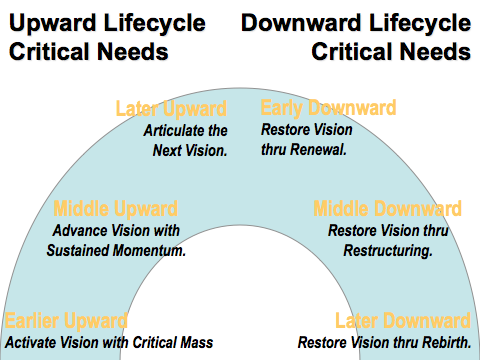 Upward Lifecycle
Critical Needs
Downward Lifecycle
Critical Needs
Later Upward
Articulate the
Next Vision.
Early Downward
Restore Vision
thru Renewal.
Middle Upward
Advance Vision with
Sustained Momentum.
Middle Downward
Restore Vision thru
Restructuring.
Earlier Upward
Activate Vision with Critical Mass
Later Downward
Restore Vision thru Rebirth.